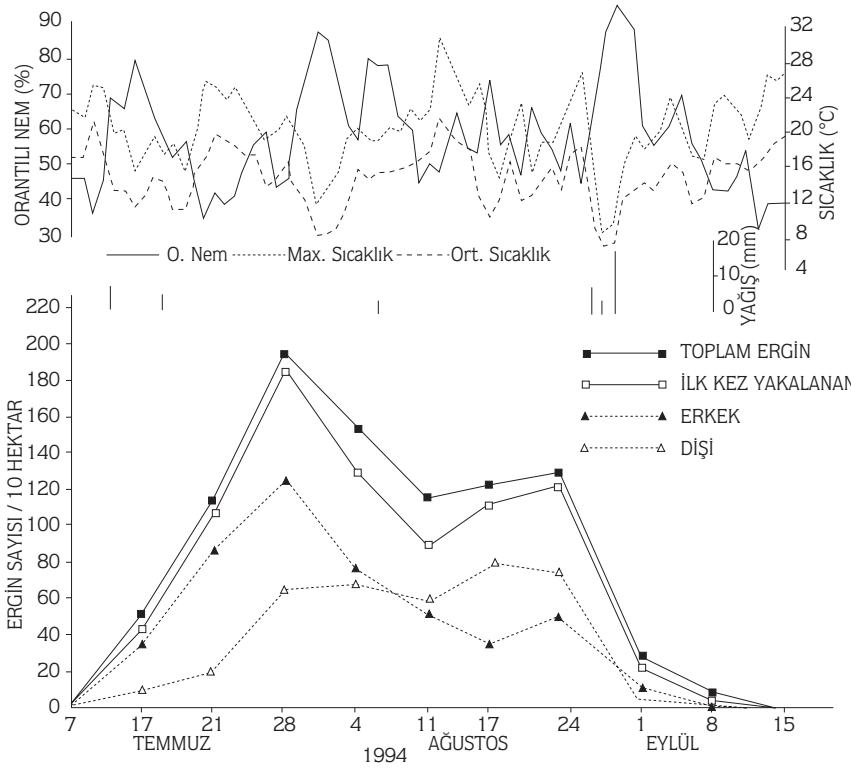 ORANTILI NEM (%)
90
80
70
60
50
40
30
32
28
24
20
16
12
8
4
SICAKLIK (°C)
O. Nem
Max. Sıcaklık
Ort. Sıcaklık
20
10
0
YAĞIŞ (mm)
ERGİN SAYISI / 10 HEKTAR
220
200
180
160
140
120
100
80
60
40
20
0
TOPLAM ERGİN
İLK KEZ YAKALANAN
ERKEK
DİŞİ
7 17 21 28 4 11 17 24 1 8 15
TEMMUZ AĞUSTOS EYLÜL
1994